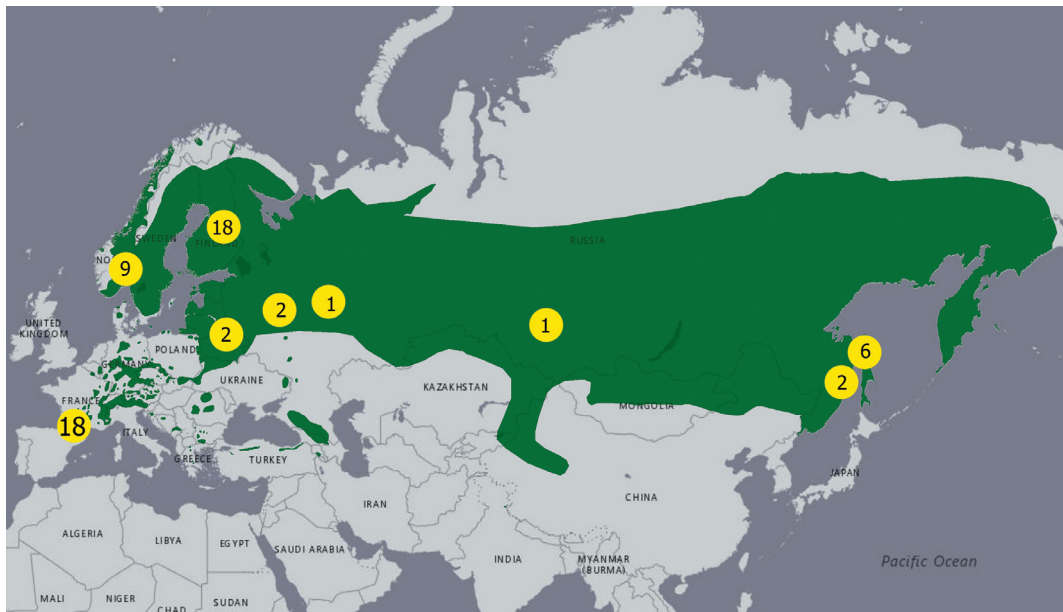 18
RUSSIA
SWEDEN
FINLAND
NO
9
2
1
1
UNITED
KINGDOM
2
POLAND
6
GERMANY
2
UKRAINE
KAZAKHSTAN
FRANCE
MONGOLIA
18
ITALY
GREECE
TURKEY
JAPAN
CHINA
IRAN
ALGERIA
LIBYA
EGYPT
SAUDI ARABIA
INDIA
MYANMAR
(BURMA)
Pacific Ocean
MALI
NIGER
CHAD
SUDAN